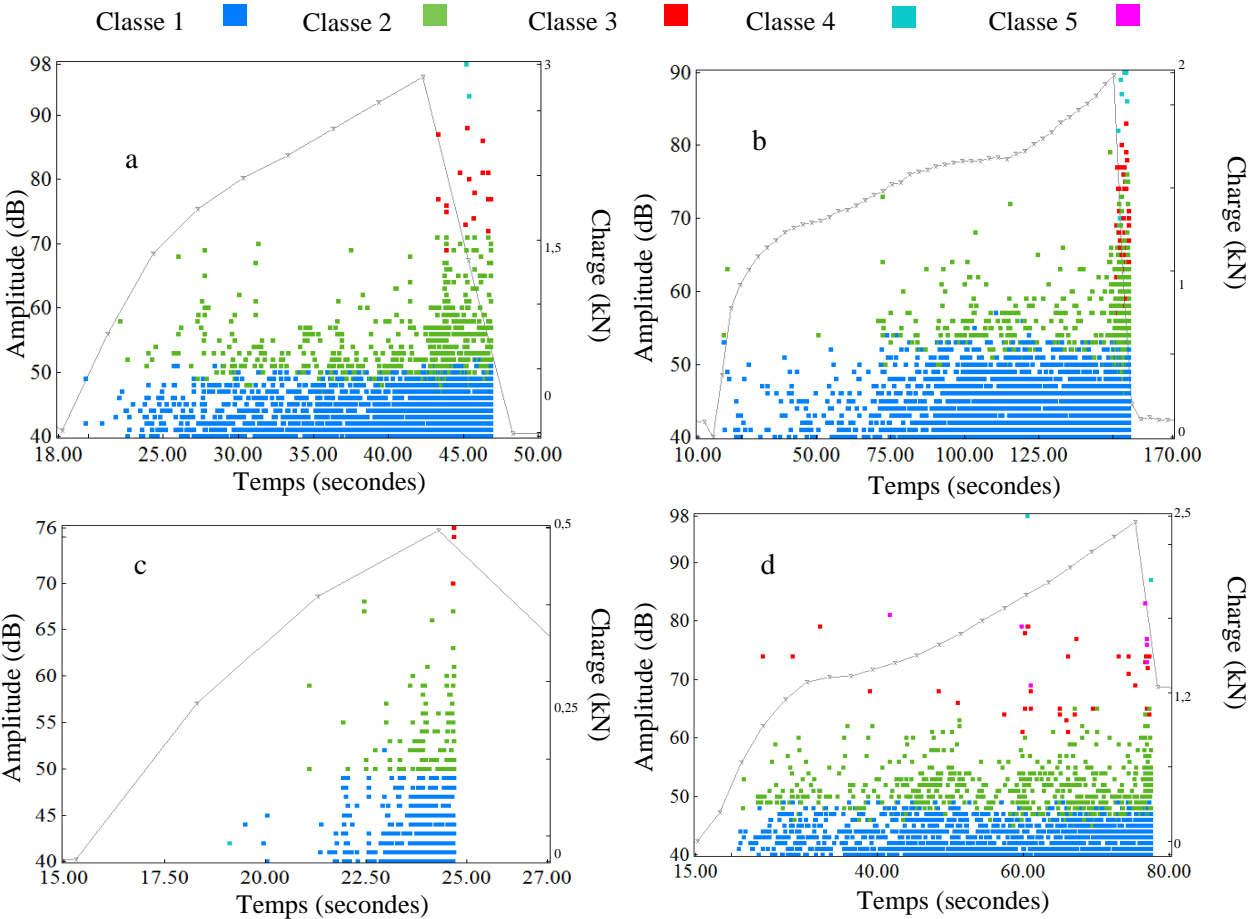 Classe 1 Classe 2 Classe 3 Classe 4 Classe 5
a
Amplitude (dB)
98
90
80
70
60
50
40
18.00 25.00 30.00 35.00 40.00 45.00 50.00
Temps (secondes)
3
1,5
0
Charge (kN)
b
Amplitude (dB)
90
80
70
60
50
40
10.00 50.00 75.00 100.00 125.00 170.00
Temps (secondes)
2
1
0
Charge (kN)
c
Amplitude (dB)
76
70
65
60
55
50
45
40
15.00 17.50 20.00 22.50 25.00 27.00
Temps (secondes)
0,5
0,25
0
Charge (kN)
d
Amplitude (dB)
98
90
80
70
60
50
40
15.00 40.00 60.00 80.00
Temps (secondes)
2,5
1,2
0
Charge (kN)